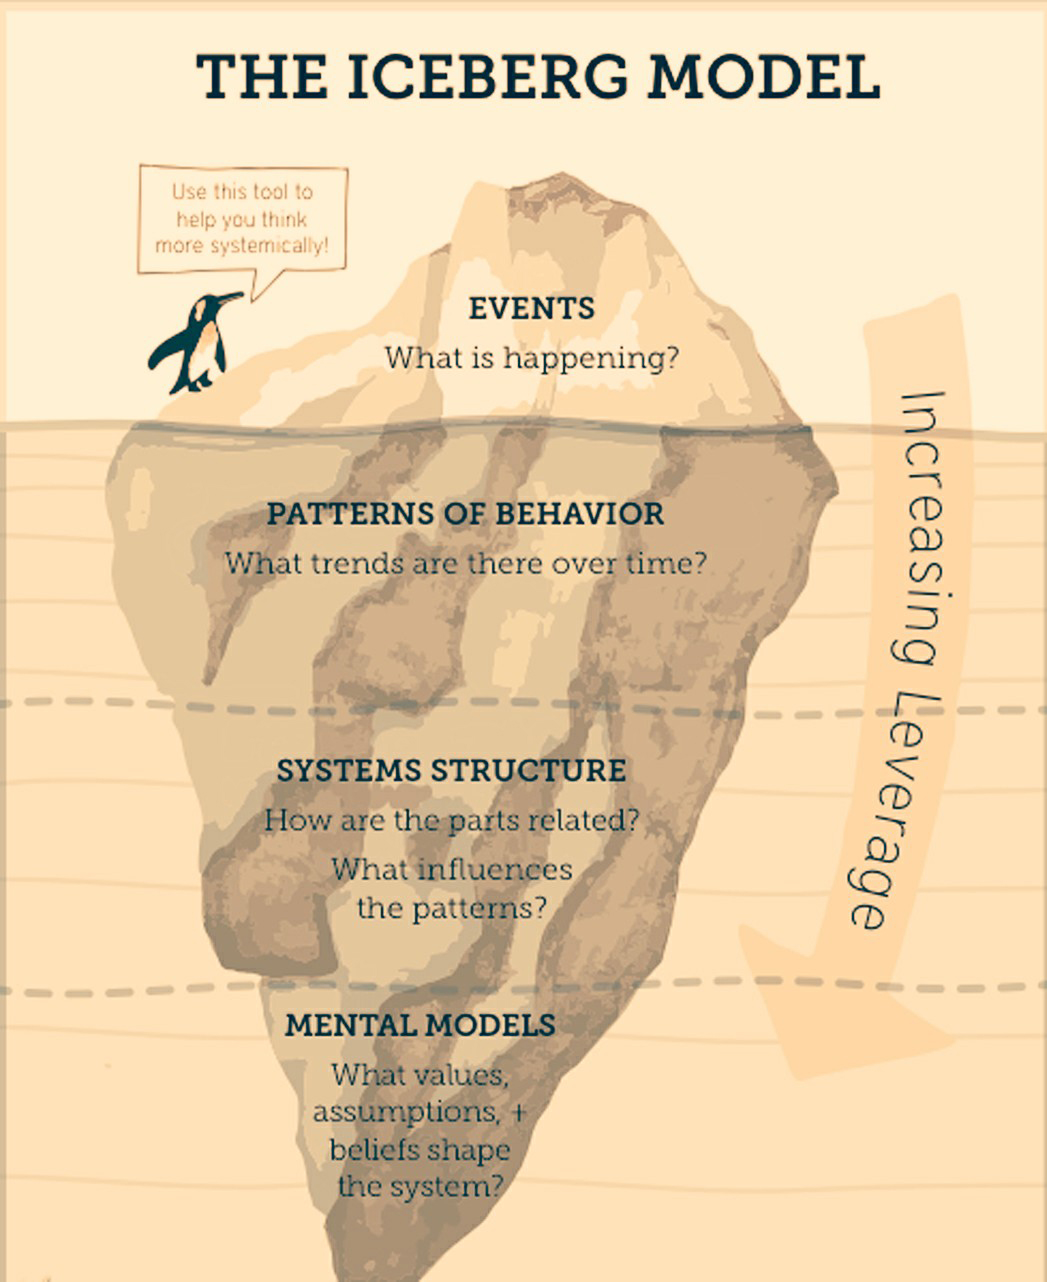 THE ICEBERG MODEL
Use this tool to
help you think
more systemically!
EVENTS
What is happening?
PATTERNS OF BEHAVIOR
What trends are there over time?
SYSTEMS STRUCTURE
How are the parts related?
What influences
the patterns?
MENTAL MODELS
What values,
assumptions, +
beliefs shape
the system?
Increasing Leverage